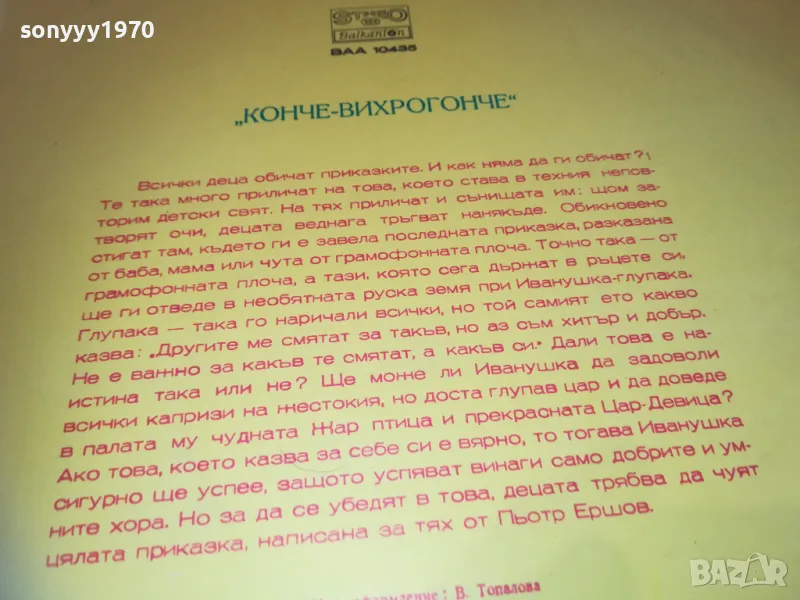 sonyyy1970
STEREO
Balkanton
ВАА 10435
„КОНЧЕ-ВИХРОГОНЧЕ“
Всички деца обичат приказките. И как няма да ги обичат?!
Те така много приличат на това, което става в техния непов-
торим детски свят. На тях приличат и сънищата им: щом за-
творят очи, децата веднага тръгват нанякъде. Обикновено
стигат там, където ги е завела последната приказка, разказана
от баба, мама или чута от грамофонната плоча. Точно така — от
грамофонната плоча, а тази, която сега държат в ръцете си,
ще ги отведе в необятната руска земя при Иванушка-глупака.
Глупака — така го наричали всички, но той самият ето какво
казва: „Другите ме смятат за такъв, но аз съм хитър и добър.
Не е важно за какъв те смятат, а какъв си.“ Дали това е на-
истина така или не? Ще може ли Иванушка да задоволи
всички капризи на жестокия, но доста глупав цар и да доведе
в палата му чудната Жар птица и прекрасната Цар-Девица?
Ако това, което казва за себе си е вярно, то тогава Иванушка
сигурно ще успее, защото успяват винаги само добрите и ум-
ните хора. Но за да се убедят в това, децата трябва да чуят
цялата приказка, написана за тях от Пьотр Ершов.
оформление: В. Топалова
BAZAR